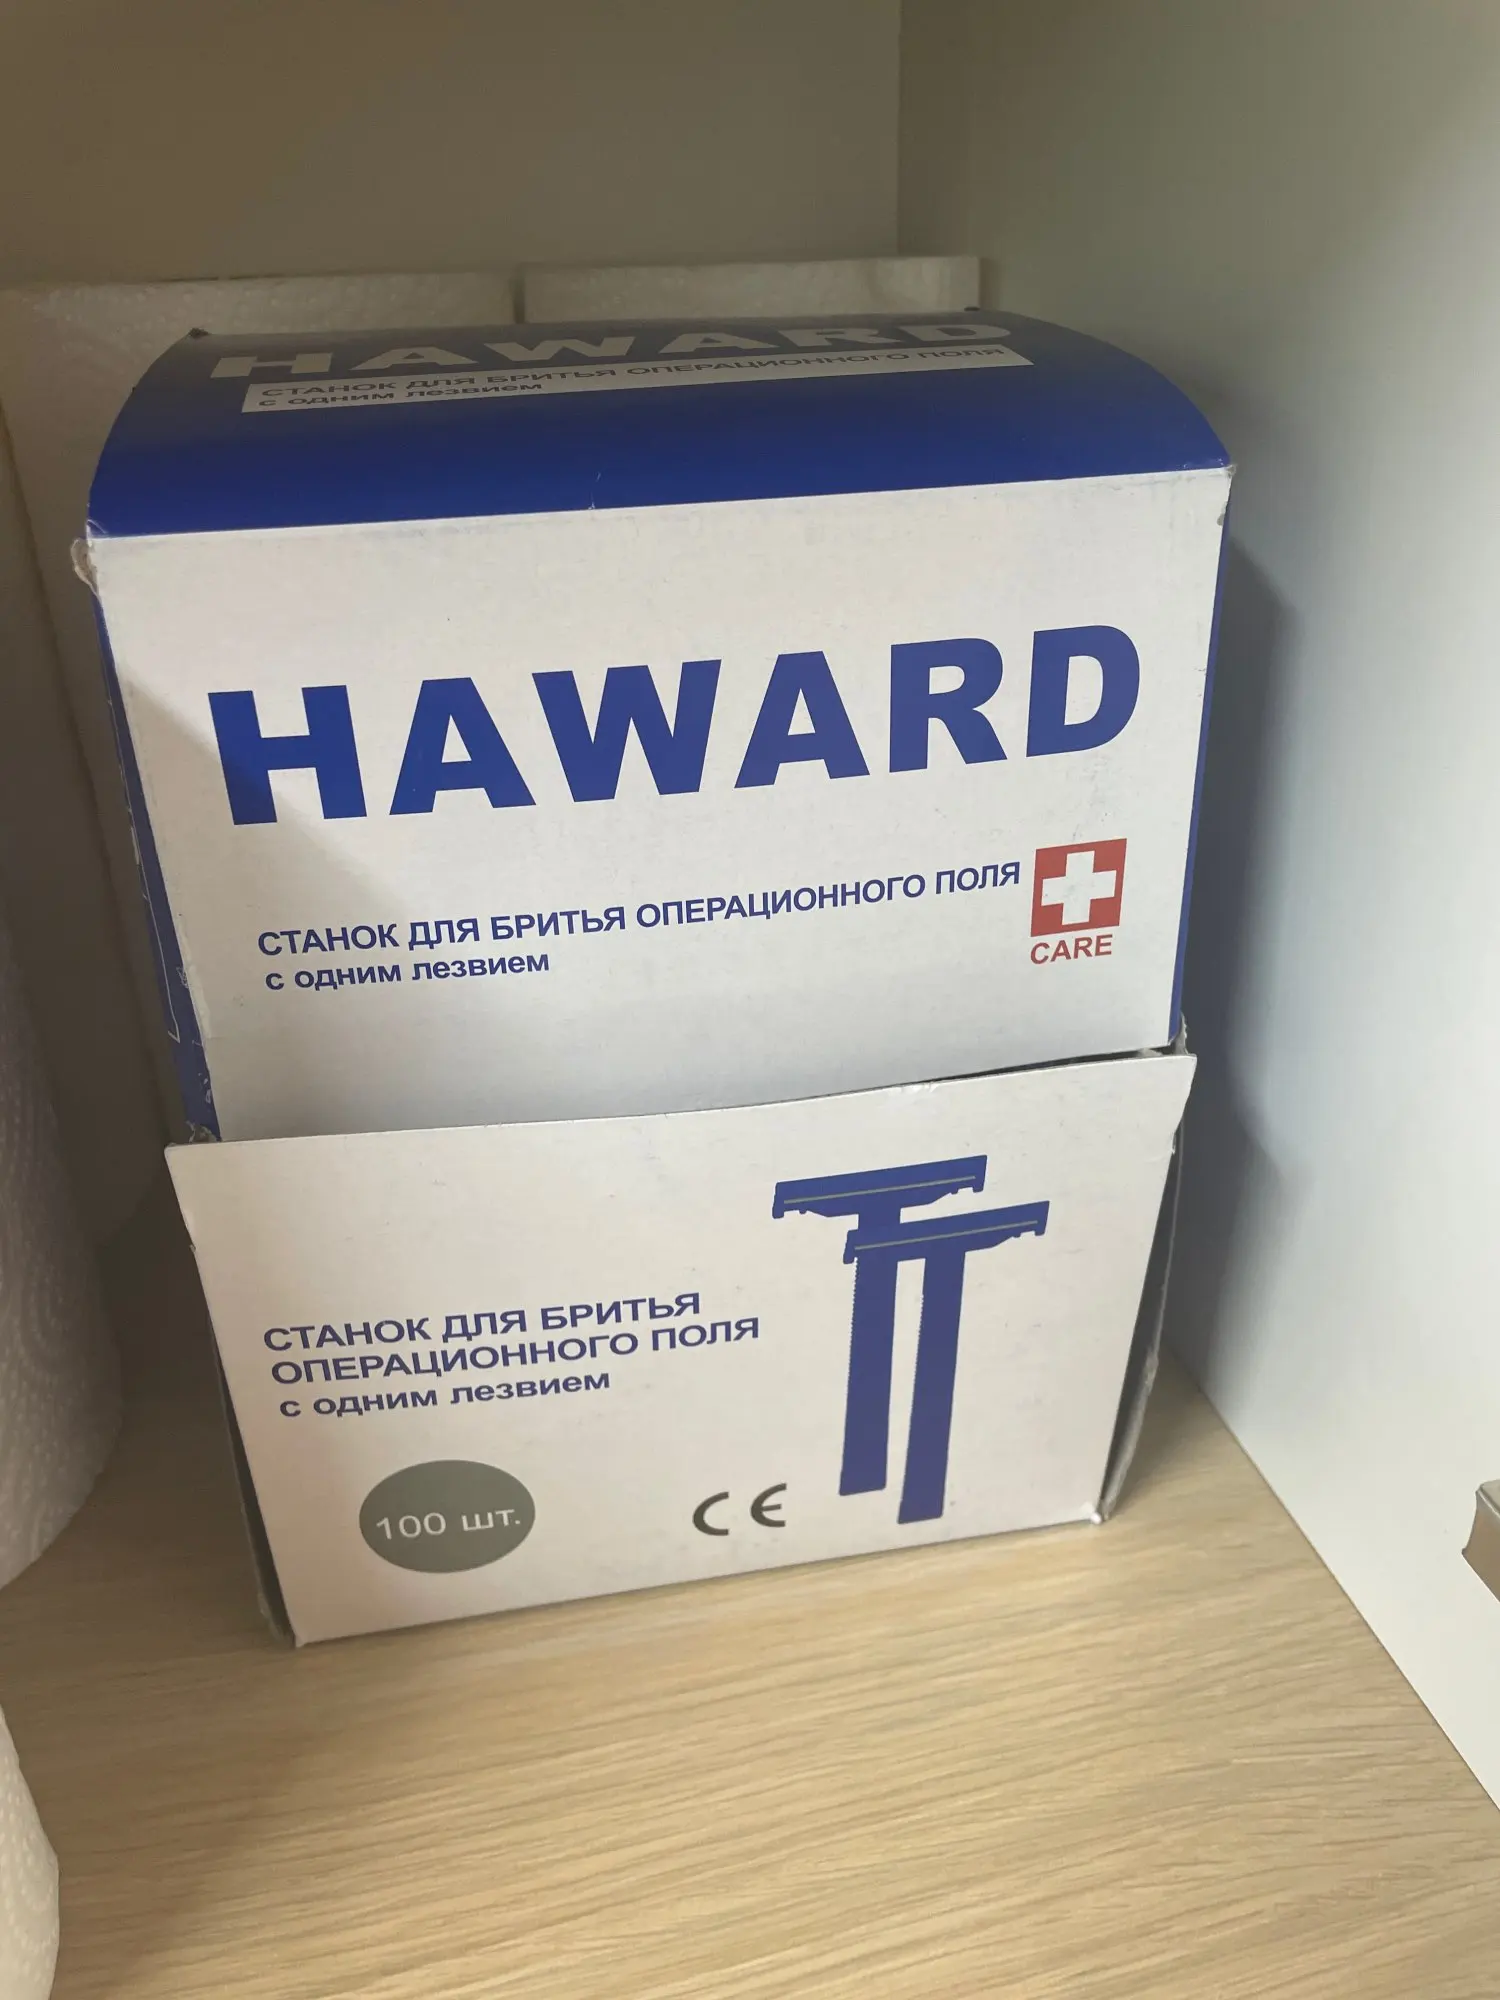 HAWARD
СТАНОК ДЛЯ БРИТЬЯ ОПЕРАЦИОННОГО ПОЛЯ
с одним лезвием
HAWARD
СТАНОК ДЛЯ БРИТЬЯ ОПЕРАЦИОННОГО ПОЛЯ
с одним лезвием
CARE
СТАНОК ДЛЯ БРИТЬЯ
ОПЕРАЦИОННОГО ПОЛЯ
с одним лезвием
100 шт.
CE